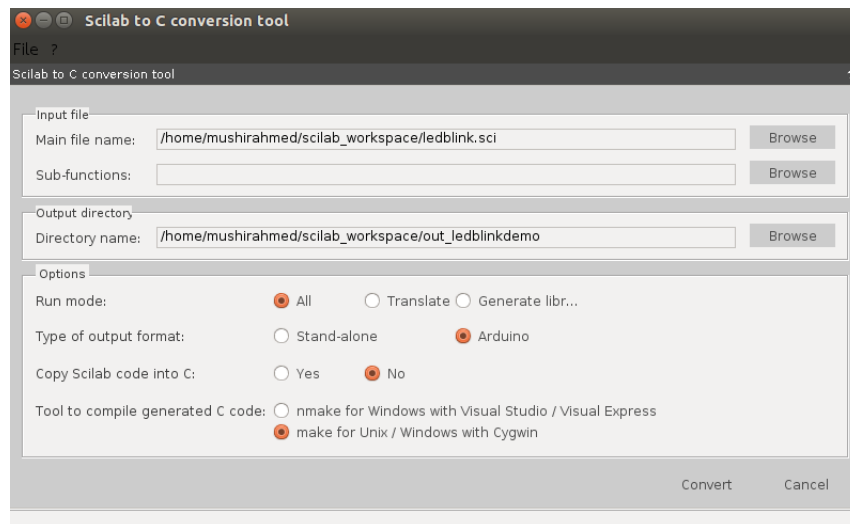 Scilab to C conversion tool
File ?
Scilab to C conversion tool
Input file
Main file name: /home/mushirahmed/scilab_workspace/ledblink.sci Browse
Sub-functions: Browse
Output directory
Directory name: /home/mushirahmed/scilab_workspace/out_ledblinkdemo Browse
Options
Run mode: All Translate Generate libr...
Type of output format: Stand-alone Arduino
Copy Scilab code into C: Yes No
Tool to compile generated C code: nmake for Windows with Visual Studio / Visual Express
make for Unix / Windows with Cygwin
Convert Cancel